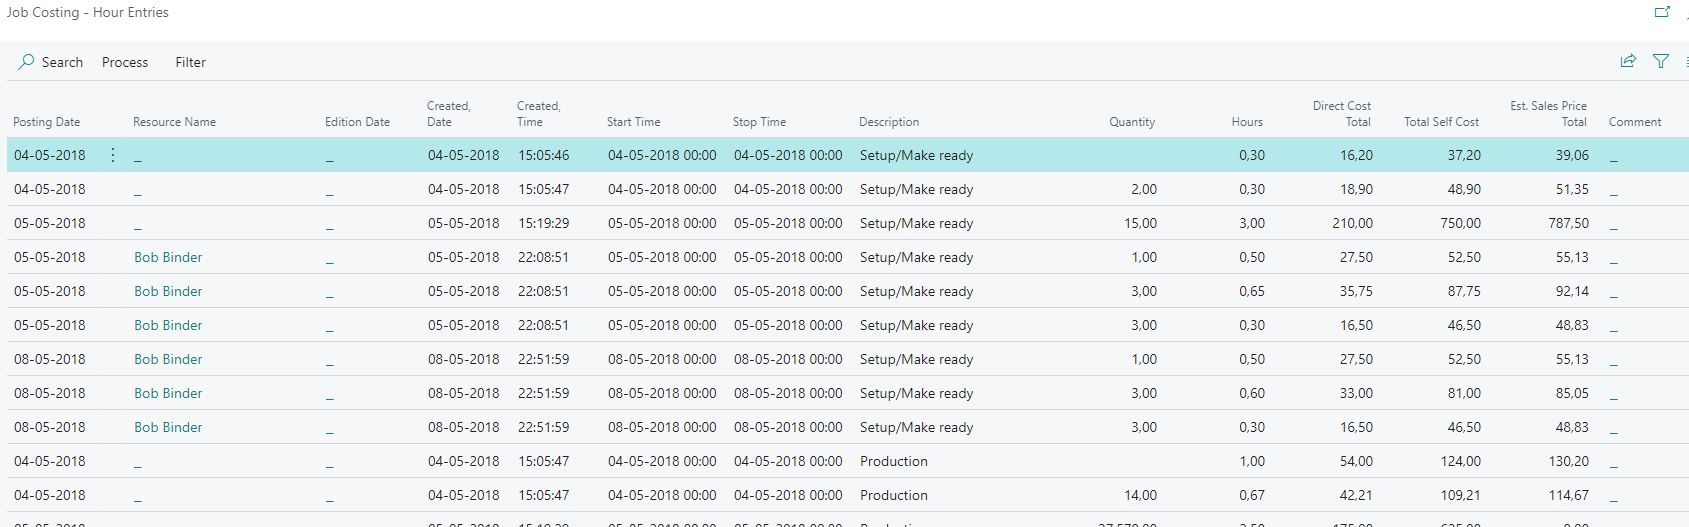 Job Costing - Hour Entries
Search Process Filter
Posting Date Resource Name Edition Date Created, Date Created, Time Start Time Stop Time Description Quantity Hours Direct Cost Total Total Self Cost Est. Sales Price Total Comment
04-05-2018 _ _ 04-05-2018 15:05:46 04-05-2018 00:00 04-05-2018 00:00 Setup/Make ready 0,30 16,20 37,20 39,06 _
04-05-2018 _ _ 04-05-2018 15:05:47 04-05-2018 00:00 04-05-2018 00:00 Setup/Make ready 2,00 0,30 18,90 48,90 51,35 _
05-05-2018 _ _ 05-05-2018 15:19:29 05-05-2018 00:00 05-05-2018 00:00 Setup/Make ready 15,00 3,00 210,00 750,00 787,50 _
05-05-2018 Bob Binder _ 05-05-2018 22:08:51 05-05-2018 00:00 05-05-2018 00:00 Setup/Make ready 1,00 0,50 27,50 52,50 55,13 _
05-05-2018 Bob Binder _ 05-05-2018 22:08:51 05-05-2018 00:00 05-05-2018 00:00 Setup/Make ready 3,00 0,65 35,75 87,75 92,14 _
05-05-2018 Bob Binder _ 05-05-2018 22:08:51 05-05-2018 00:00 05-05-2018 00:00 Setup/Make ready 3,00 0,30 16,50 46,50 48,83 _
08-05-2018 Bob Binder _ 08-05-2018 22:51:59 08-05-2018 00:00 08-05-2018 00:00 Setup/Make ready 1,00 0,50 27,50 52,50 55,13 _
08-05-2018 Bob Binder _ 08-05-2018 22:51:59 08-05-2018 00:00 08-05-2018 00:00 Setup/Make ready 3,00 0,60 33,00 81,00 85,05 _
08-05-2018 Bob Binder _ 08-05-2018 22:51:59 08-05-2018 00:00 08-05-2018 00:00 Setup/Make ready 3,00 0,30 16,50 46,50 48,83 _
04-05-2018 _ _ 04-05-2018 15:05:47 04-05-2018 00:00 04-05-2018 00:00 Production 1,00 54,00 124,00 130,20 _
04-05-2018 _ _ 04-05-2018 15:05:47 04-05-2018 00:00 04-05-2018 00:00 Production 14,00 0,67 42,21 109,21 114,67 _